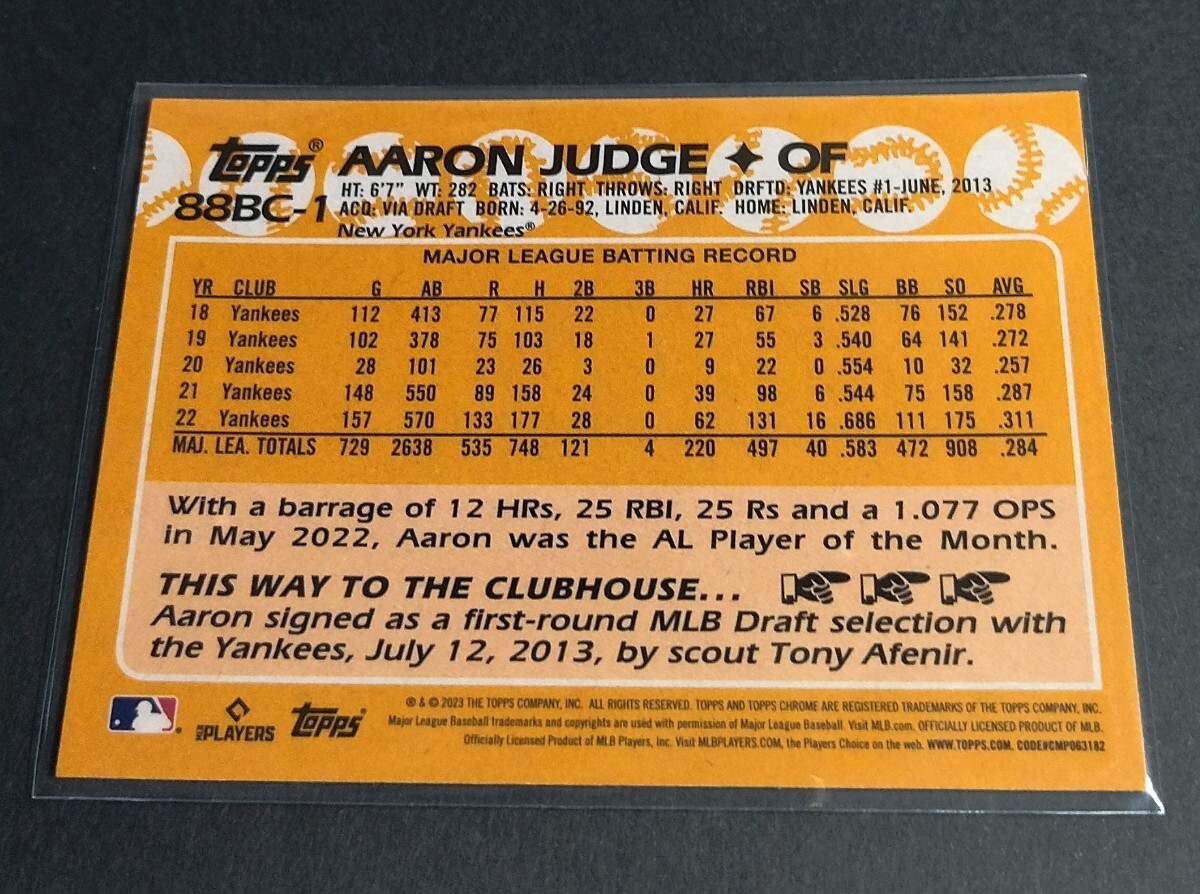 Topps® AARON JUDGE ✦ OF
HT: 6'7" WT: 282 BATS: RIGHT THROWS: RIGHT DRFTD: YANKEES #1-JUNE, 2013
88BC-1 ACQ: VIA DRAFT BORN: 4-26-92, LINDEN, CALIF. HOME: LINDEN, CALIF.
New York Yankees®
MAJOR LEAGUE BATTING RECORD
YR CLUB G AB R H 2B 3B HR RBI SB SLG BB SO AVG
18 Yankees 112 413 77 115 22 0 27 67 6 .528 76 152 .278
19 Yankees 102 378 75 103 18 1 27 55 3 .540 64 141 .272
20 Yankees 28 101 23 26 3 0 9 22 0 .554 10 32 .257
21 Yankees 148 550 89 158 24 0 39 98 6 .544 75 158 .287
22 Yankees 157 570 133 177 28 0 62 131 16 .686 111 175 .311
MAJ. LEA. TOTALS 729 2638 535 748 121 4 220 497 40 .583 472 908 .284
With a barrage of 12 HRs, 25 RBI, 25 Rs and a 1.077 OPS
in May 2022, Aaron was the AL Player of the Month.
THIS WAY TO THE CLUBHOUSE...
Aaron signed as a first-round MLB Draft selection with
the Yankees, July 12, 2013, by scout Tony Afenir.
MLB PLAYERS Topps
® & © 2023 THE TOPPS COMPANY, INC. ALL RIGHTS RESERVED. TOPPS AND TOPPS CHROME ARE REGISTERED TRADEMARKS OF THE TOPPS COMPANY, INC.
Major League Baseball trademarks and copyrights are used with permission of Major League Baseball. Visit MLB.com. OFFICIALLY LICENSED PRODUCT OF MLB.
Officially Licensed Product of MLB Players, Inc. Visit MLBPLAYERS.COM, the Players Choice on the web. WWW.TOPPS.COM. CODE#CMP063182